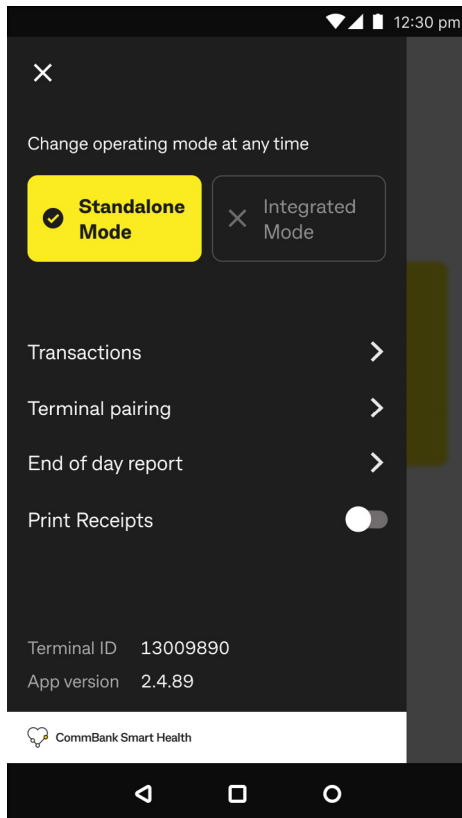 12:30 pm
Change operating mode at any time
Standalone
Mode
Integrated
Mode
Transactions
Terminal pairing
End of day report
Print Receipts
Terminal ID 13009890
App version 2.4.89
CommBank Smart Health